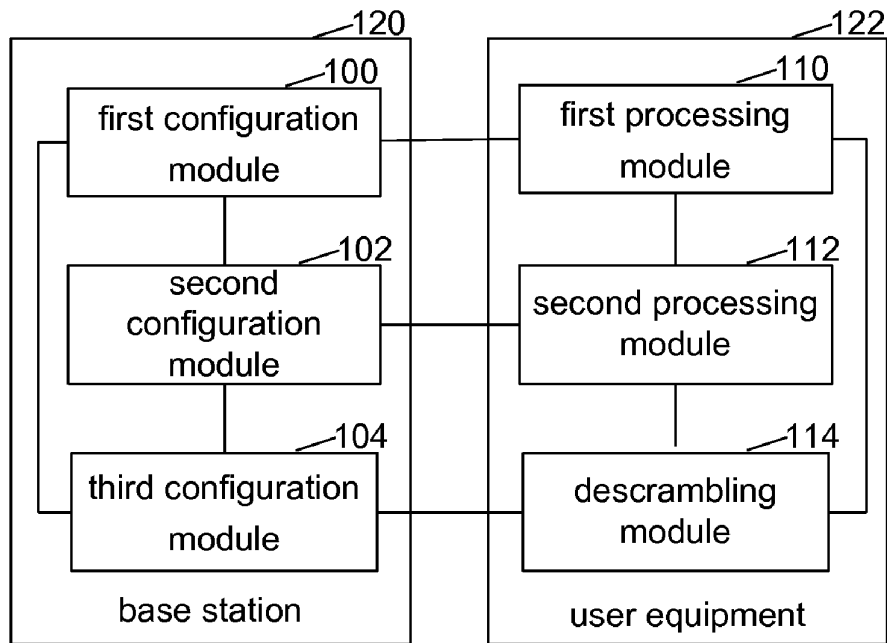 120
122
100
first configuration
module
110
first processing
module
102
second
configuration
module
112
second processing
module
104
third configuration
module
114
descrambling
module
base station
user equipment